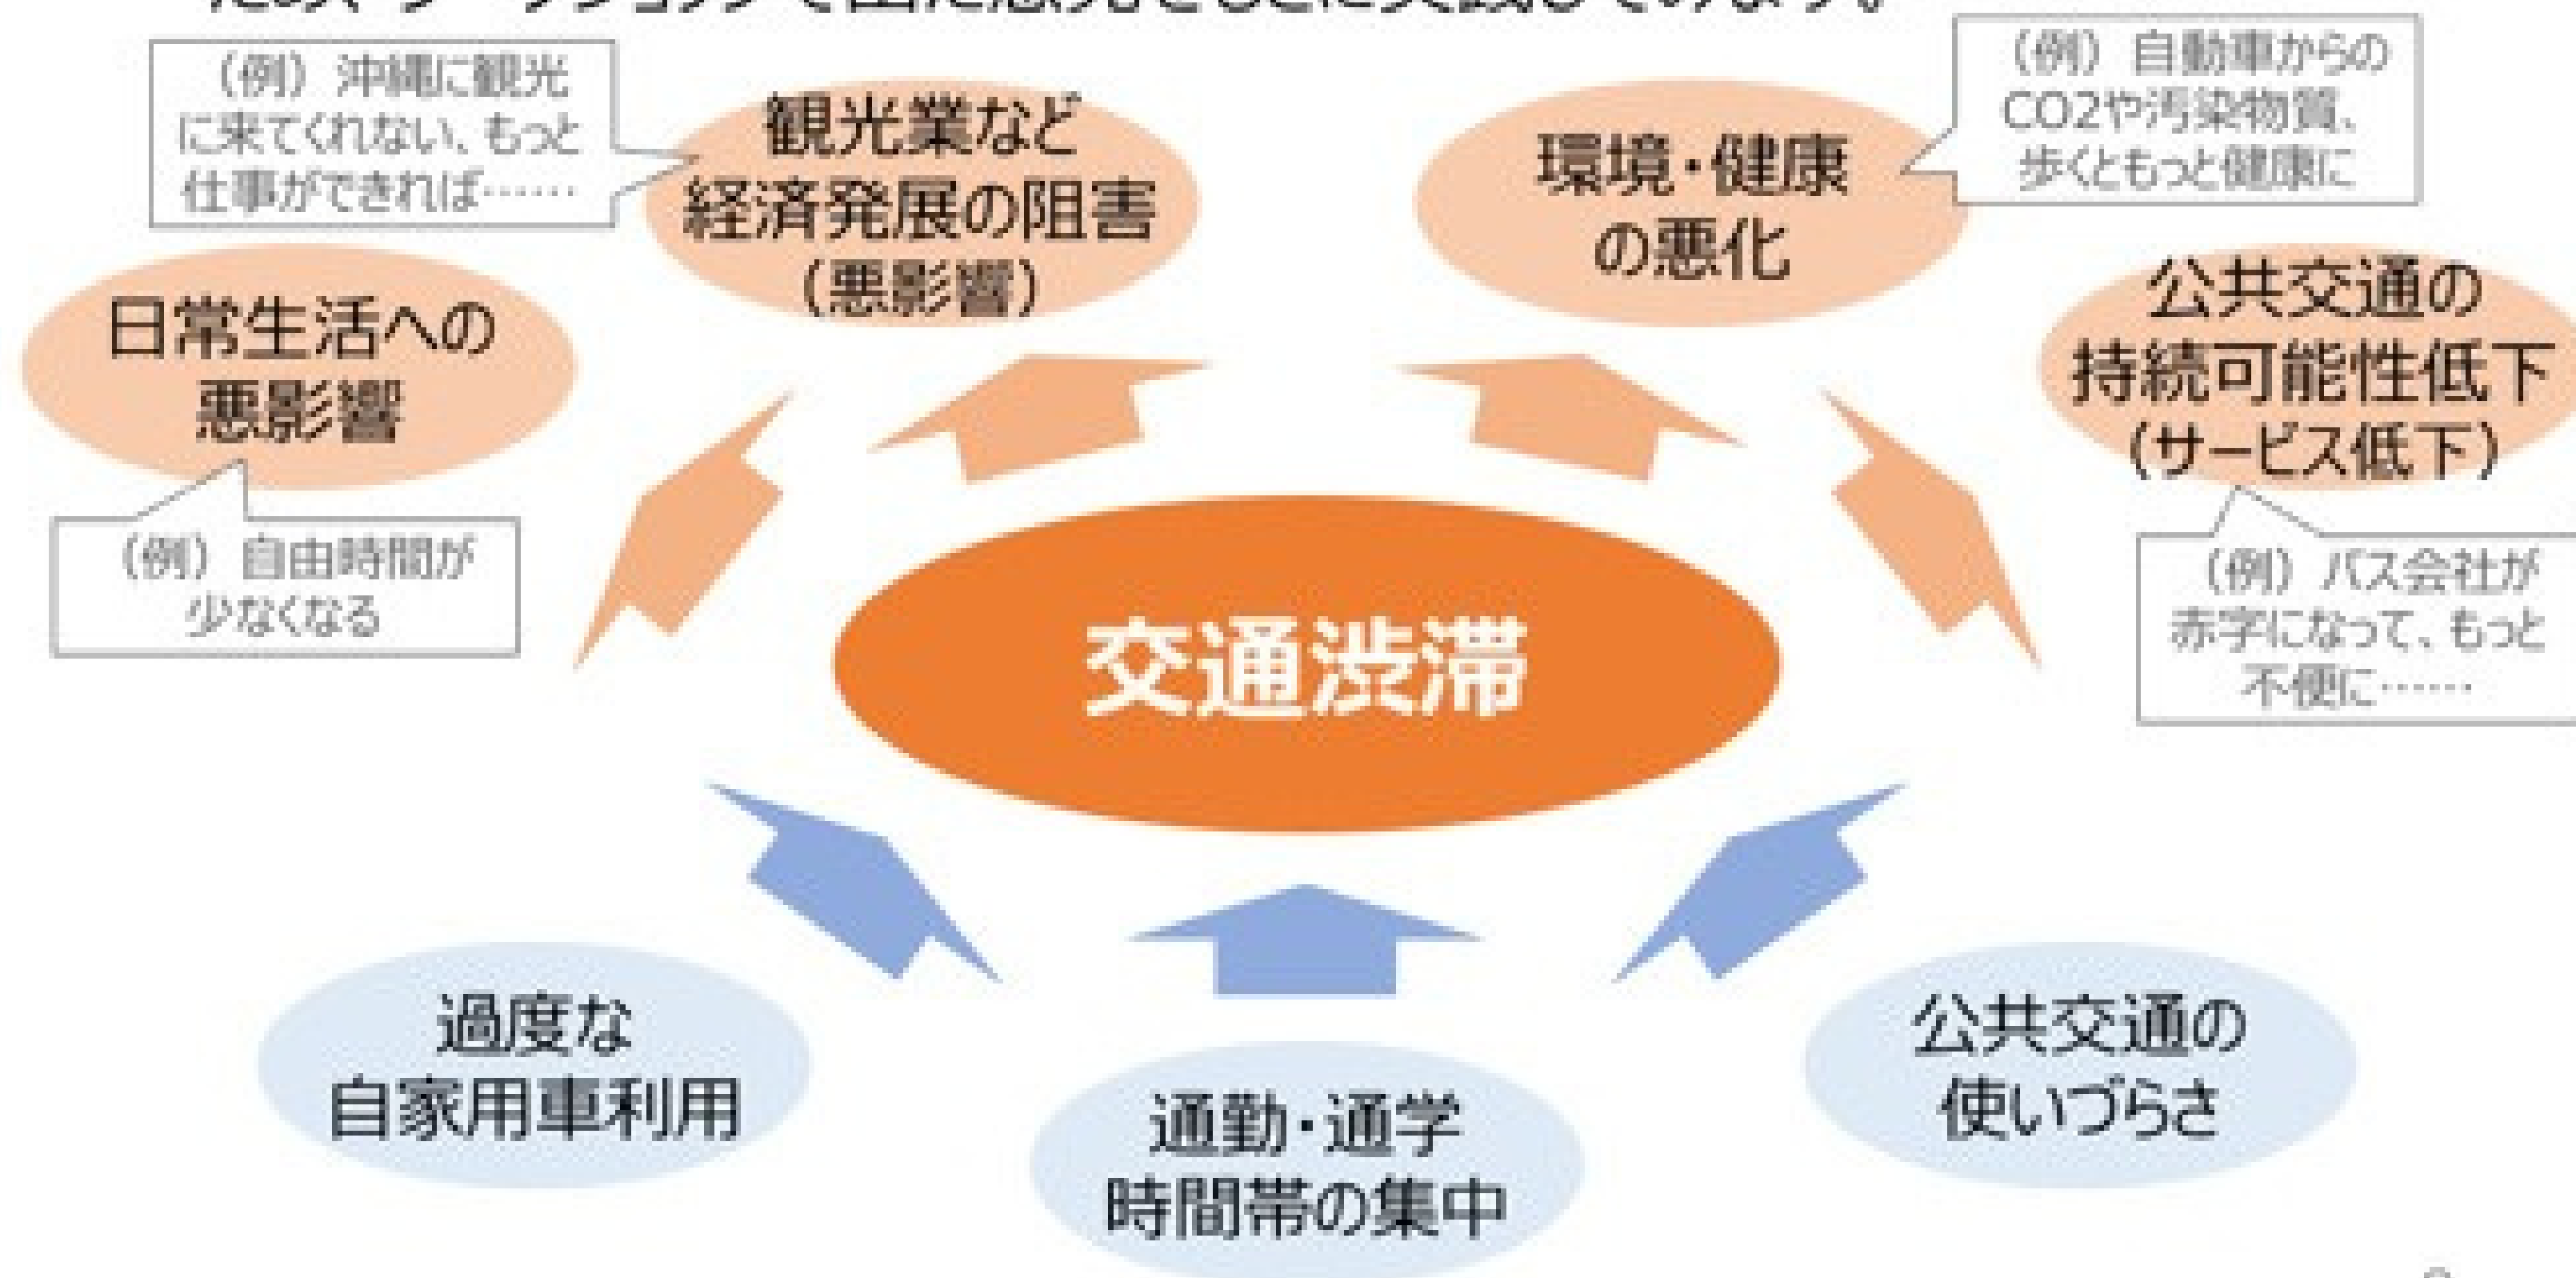 （例）沖縄に観光
に来てくれない、もっと
仕事ができれば……
観光業など
経済発展の阻害
（悪影響）
環境・健康
の悪化
（例）自動車からの
CO2や汚染物質、
歩くともっと健康に
日常生活への
悪影響
（例）自由時間が
少なくなる
公共交通の
持続可能性低下
（サービス低下）
（例）バス会社が
赤字になって、もっと
不便に……
交通渋滞
過度な
自家用車利用
通勤・通学
時間帯の集中
公共交通の
使いづらさ